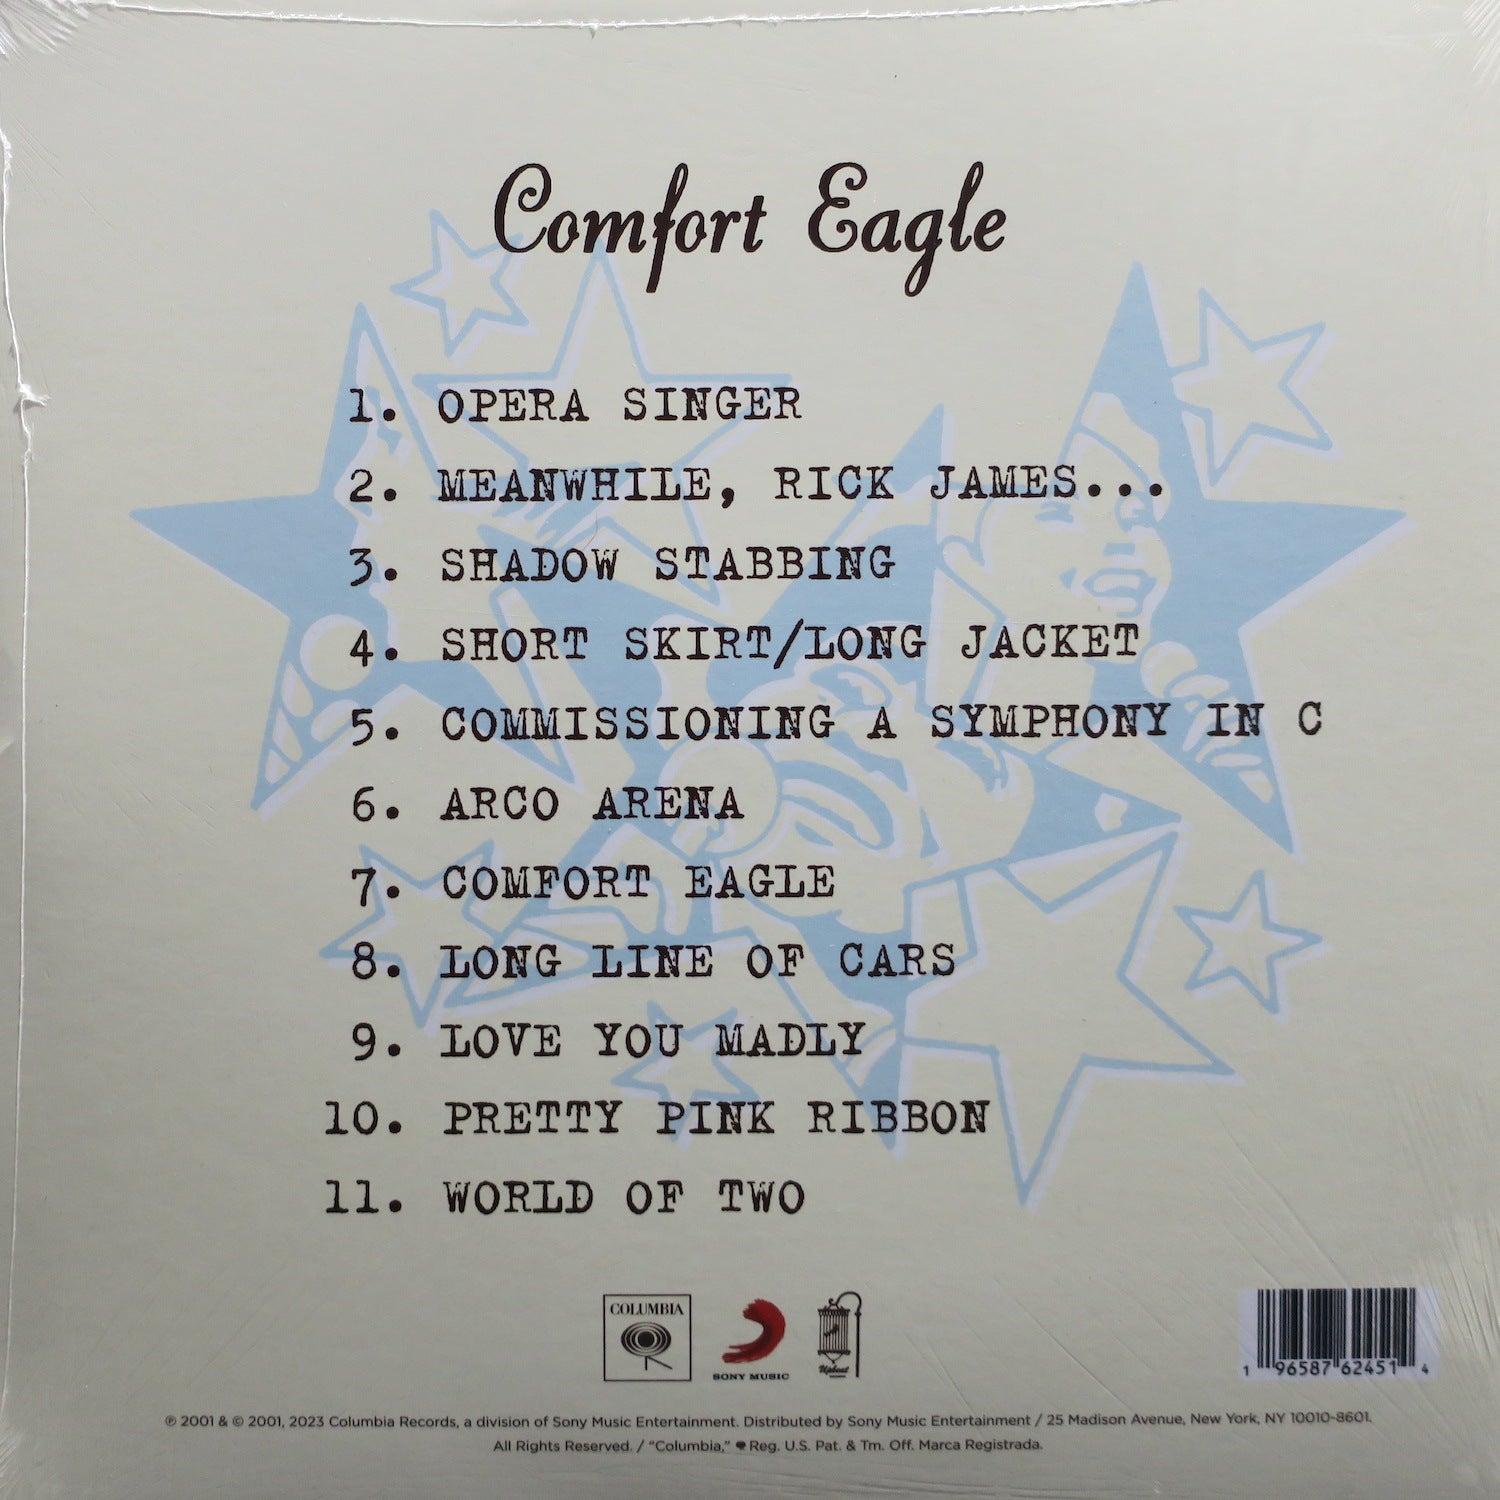 Comfort Eagle
1. OPERA SINGER
2. MEANWHILE, RICK JAMES...
3. SHADOW STABBING
4. SHORT SKIRT/LONG JACKET
5. COMMISSIONING A SYMPHONY IN C
6. ARCO ARENA
7. COMFORT EAGLE
8. LONG LINE OF CARS
9. LOVE YOU MADLY
10. PRETTY PINK RIBBON
11. WORLD OF TWO
COLUMBIA
SONY MUSIC
Upbeat
1 96587 62451 4
℗ 2001 & © 2001, 2023 Columbia Records, a division of Sony Music Entertainment. Distributed by Sony Music Entertainment / 25 Madison Avenue, New York, NY 10010-8601.
All Rights Reserved. / “Columbia,” Reg. U.S. Pat. & Tm. Off. Marca Registrada.